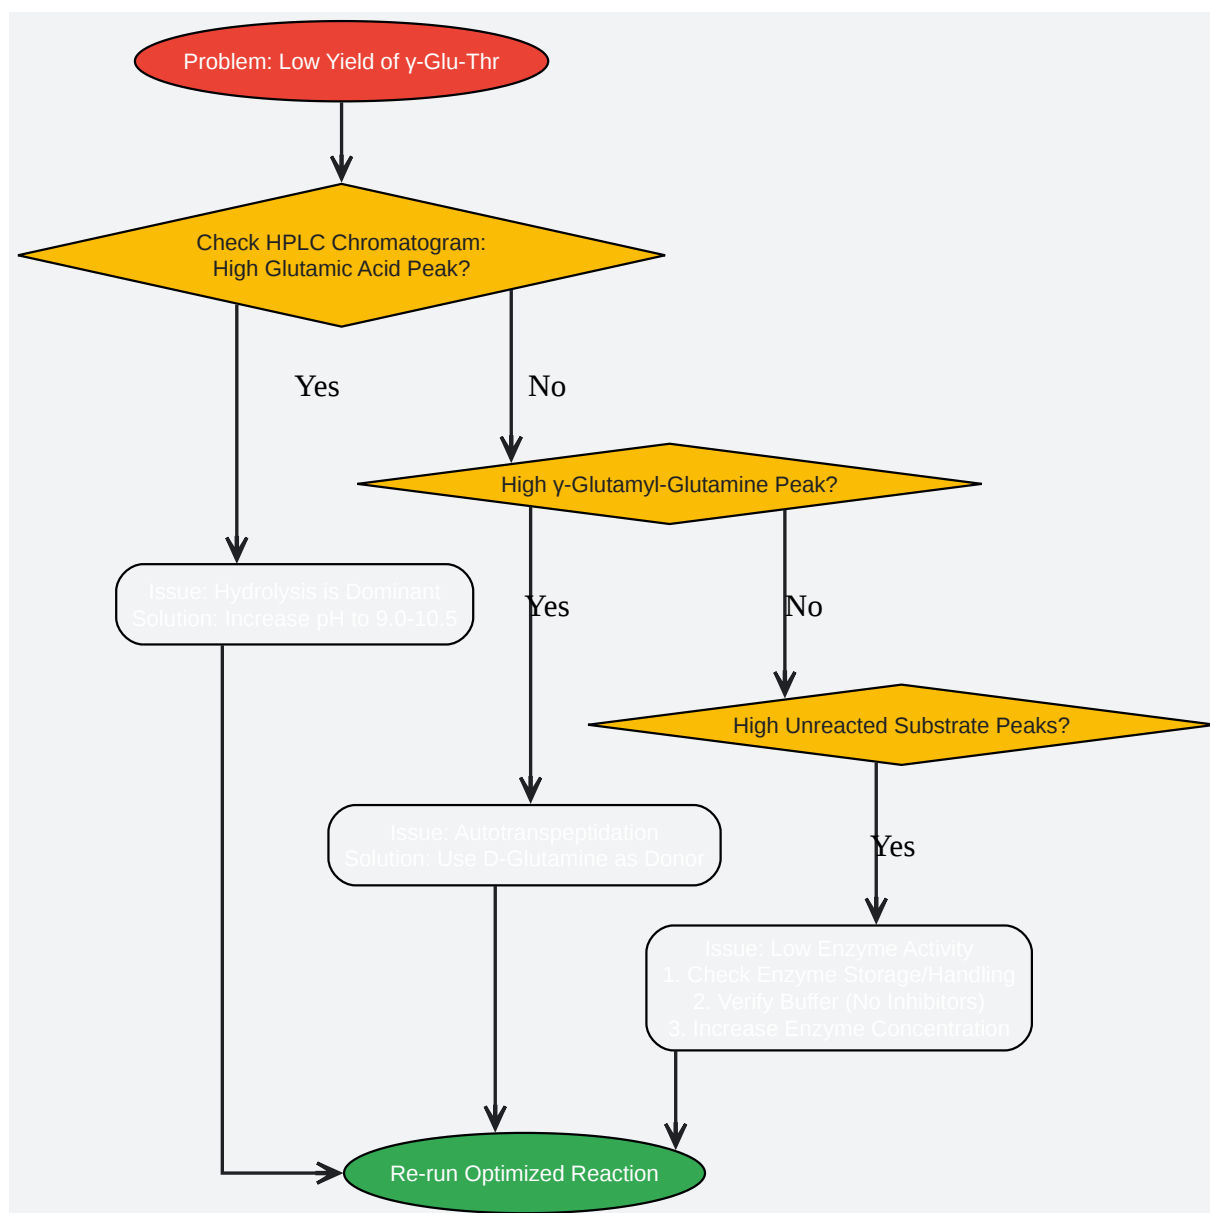 Problem: Low Yield of γ-Glu-Thr
Check HPLC Chromatogram:
High Glutamic Acid Peak?
Yes
No
High γ-Glutamyl-Glutamine Peak?
Issue: Hydrolysis is Dominant
Solution: Increase pH to 9.0-10.5
Yes
No
High Unreacted Substrate Peaks?
Issue: Autotranspeptidation
Solution: Use D-Glutamine as Donor
Yes
Issue: Low Enzyme Activity
1. Check Enzyme Storage/Handling
2. Verify Buffer (No Inhibitors)
3. Increase Enzyme Concentration
Re-run Optimized Reaction